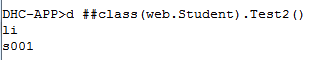 DHC-APP>d ##class(web.Student).Test2()
li
s001